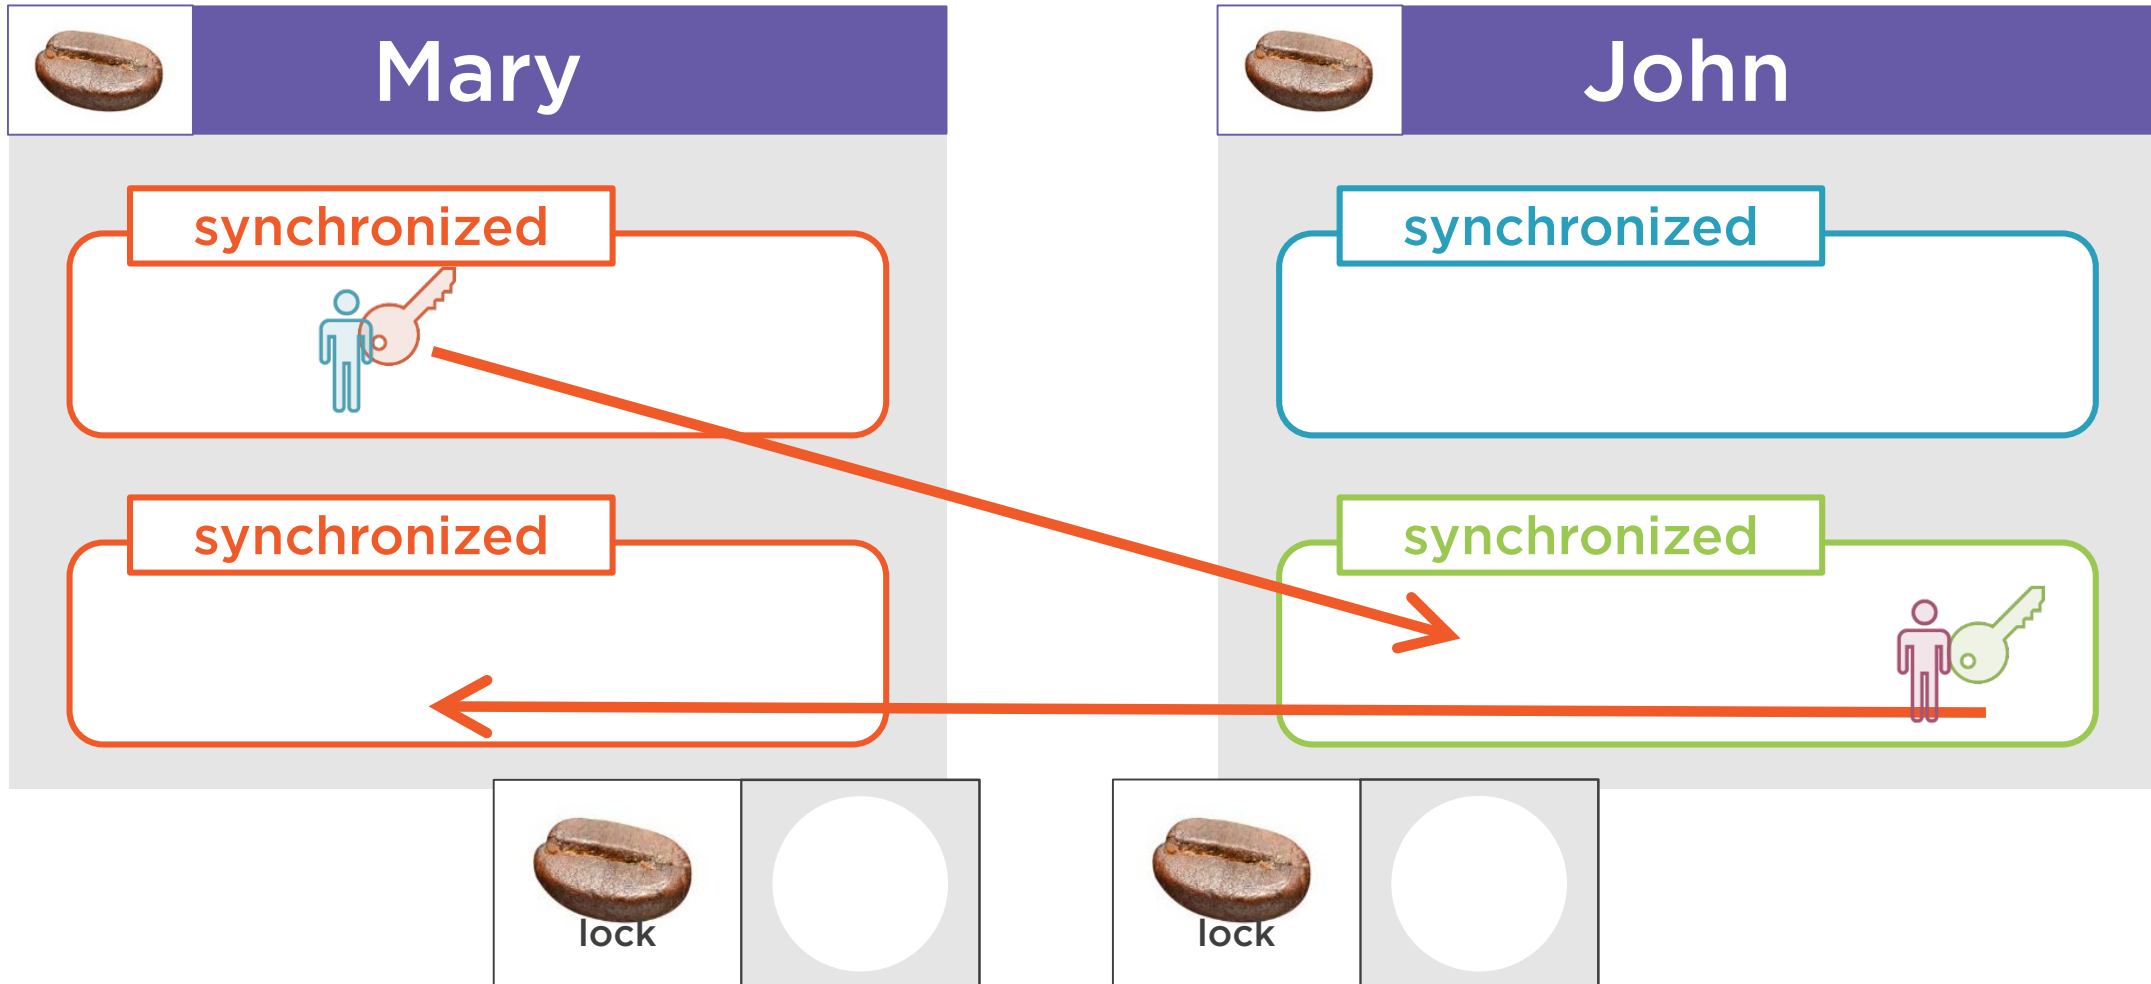 Mary
John
synchronized
synchronized
synchronized
synchronized
lock
lock